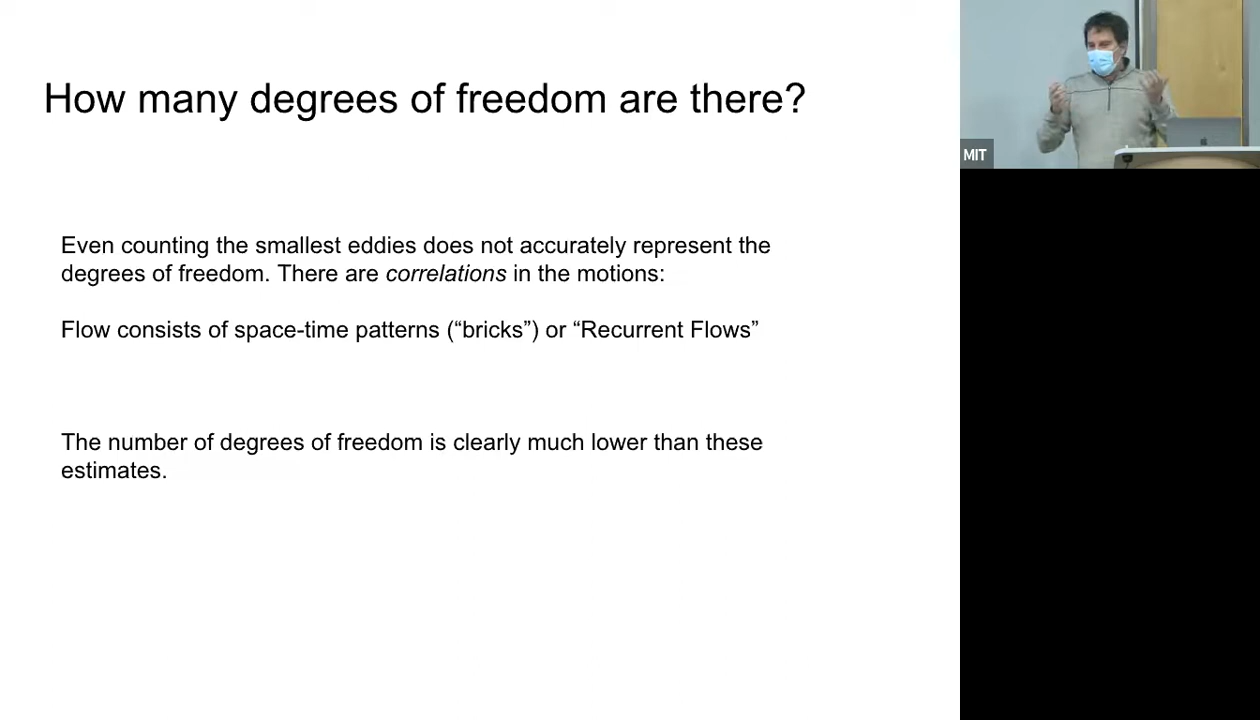 How many degrees of freedom are there?
Even counting the smallest eddies does not accurately represent the
degrees of freedom. There are correlations in the motions:
Flow consists of space-time patterns (“bricks”) or “Recurrent Flows”
The number of degrees of freedom is clearly much lower than these
estimates.
MIT